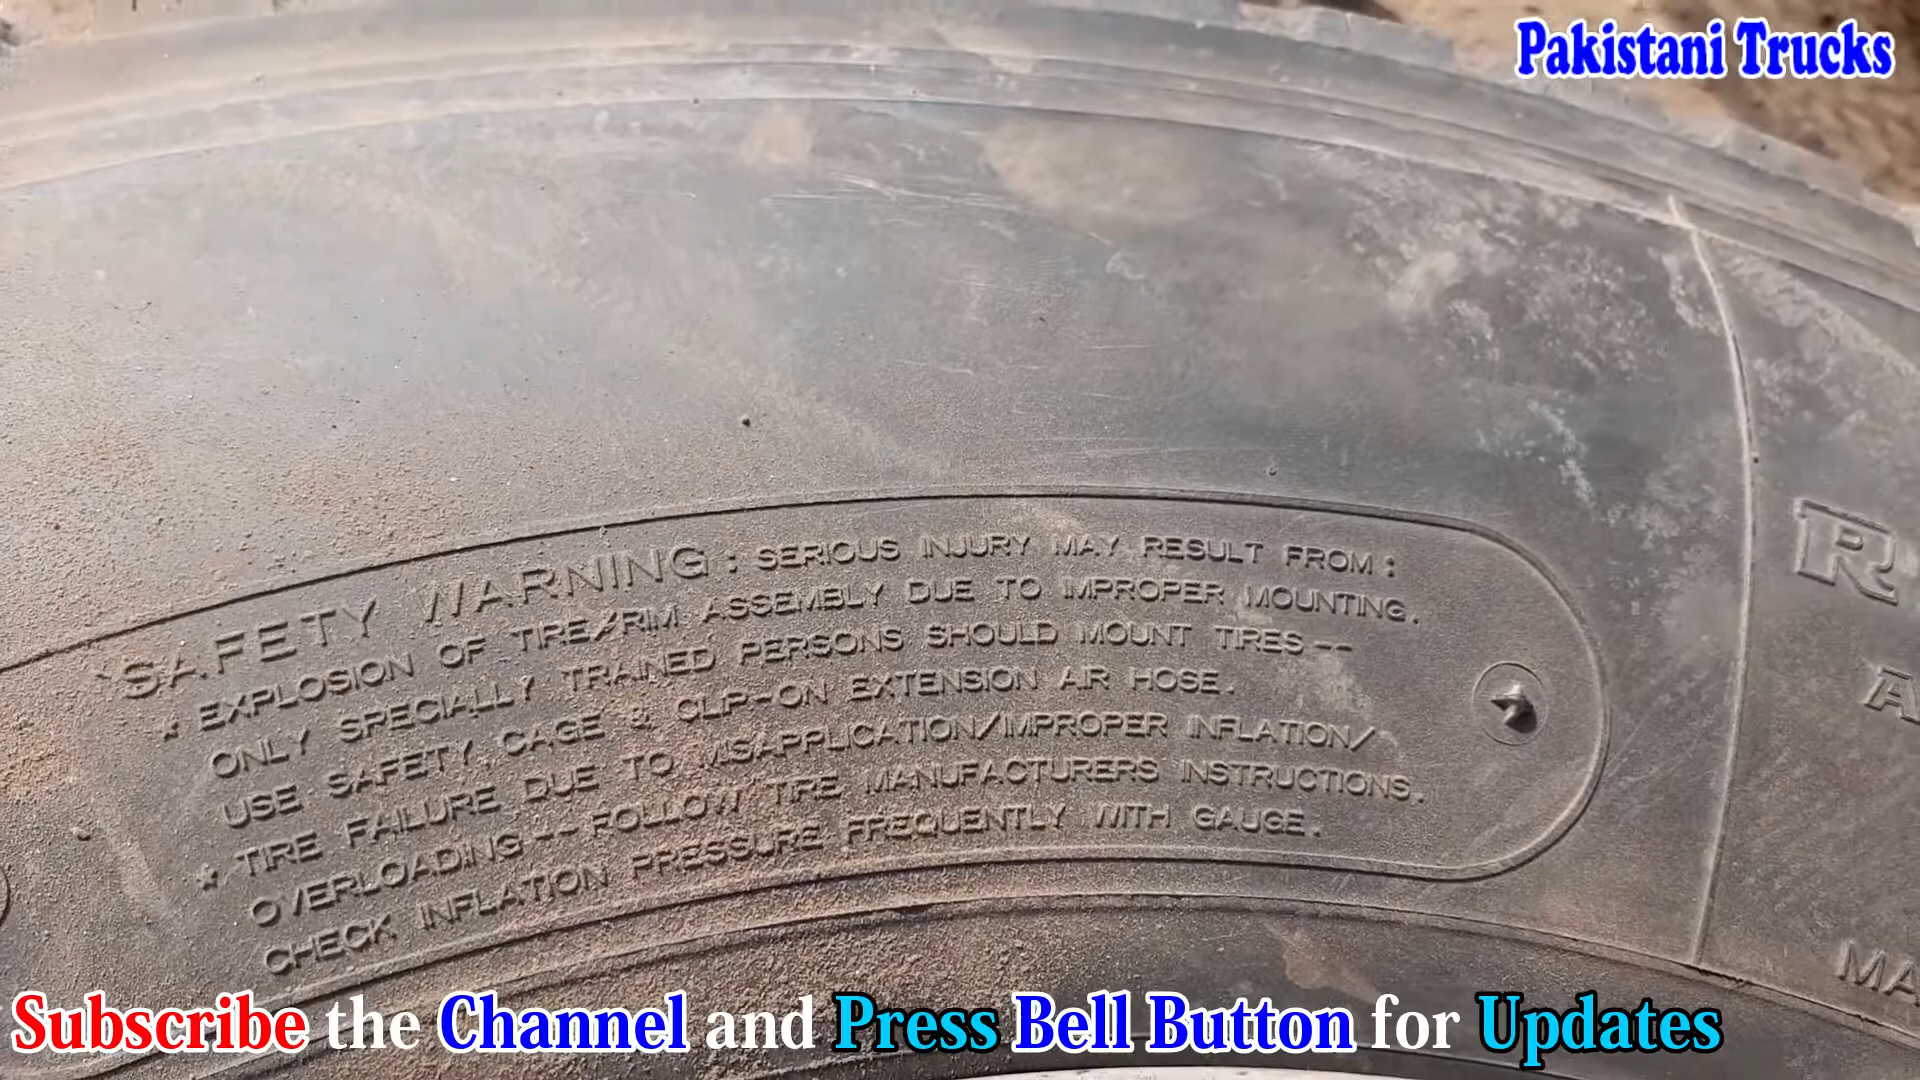 Pakistani Trucks
SAFETY WARNING : SERIOUS INJURY MAY RESULT FROM :
* EXPLOSION OF TIRE/RIM ASSEMBLY DUE TO IMPROPER MOUNTING.
ONLY SPECIALLY TRAINED PERSONS SHOULD MOUNT TIRES --
USE SAFETY CAGE & CLIP-ON EXTENSION AIR HOSE.
* TIRE FAILURE DUE TO MISAPPLICATION/IMPROPER INFLATION/
OVERLOADING -- FOLLOW TIRE MANUFACTURERS INSTRUCTIONS.
CHECK INFLATION PRESSURE FREQUENTLY WITH GAUGE.
R
A
MA
Subscribe the Channel and Press Bell Button for Updates